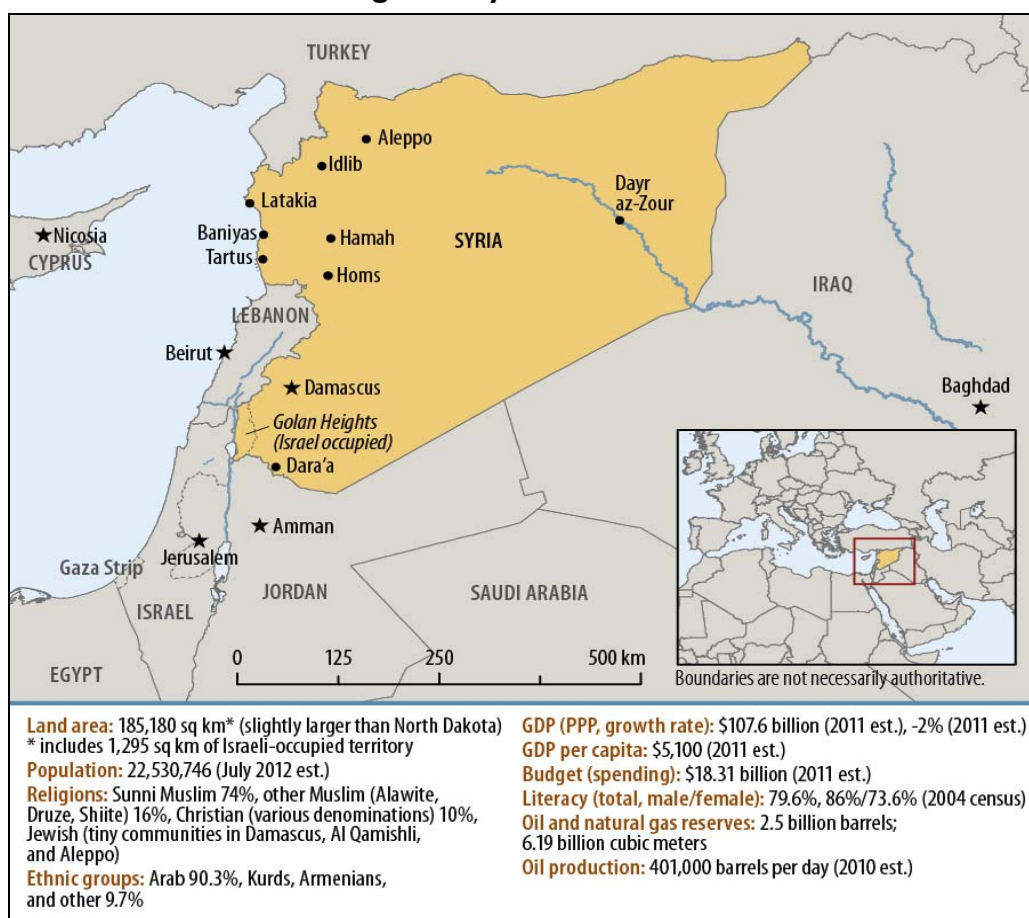 TURKEY
Aleppo
Idlib
Dayr
az-Zour
Latakia
Nicosia
CYPRUS
Baniyas
Hamah
SYRIA
Tartus
Homs
IRAQ
LEBANON
Beirut
Damascus
Baghdad
Golan Heights
(Israel occupied)
Dara'a
Amman
Jerusalem
Gaza Strip
ISRAEL
JORDAN
SAUDI ARABIA
EGYPT
0 125 250 500 km
Boundaries are not necessarily authoritative.
Land area: 185,180 sq km* (slightly larger than North Dakota)
* includes 1,295 sq km of Israeli-occupied territory
Population: 22,530,746 (July 2012 est.)
Religions: Sunni Muslim 74%, other Muslim (Alawite,
Druze, Shiite) 16%, Christian (various denominations) 10%,
Jewish (tiny communities in Damascus, Al Qamishli,
and Aleppo)
Ethnic groups: Arab 90.3%, Kurds, Armenians,
and other 9.7%
GDP (PPP, growth rate): $107.6 billion (2011 est.), -2% (2011 est.)
GDP per capita: $5,100 (2011 est.)
Budget (spending): $18.31 billion (2011 est.)
Literacy (total, male/female): 79.6%, 86%/73.6% (2004 census)
Oil and natural gas reserves: 2.5 billion barrels;
6.19 billion cubic meters
Oil production: 401,000 barrels per day (2010 est.)